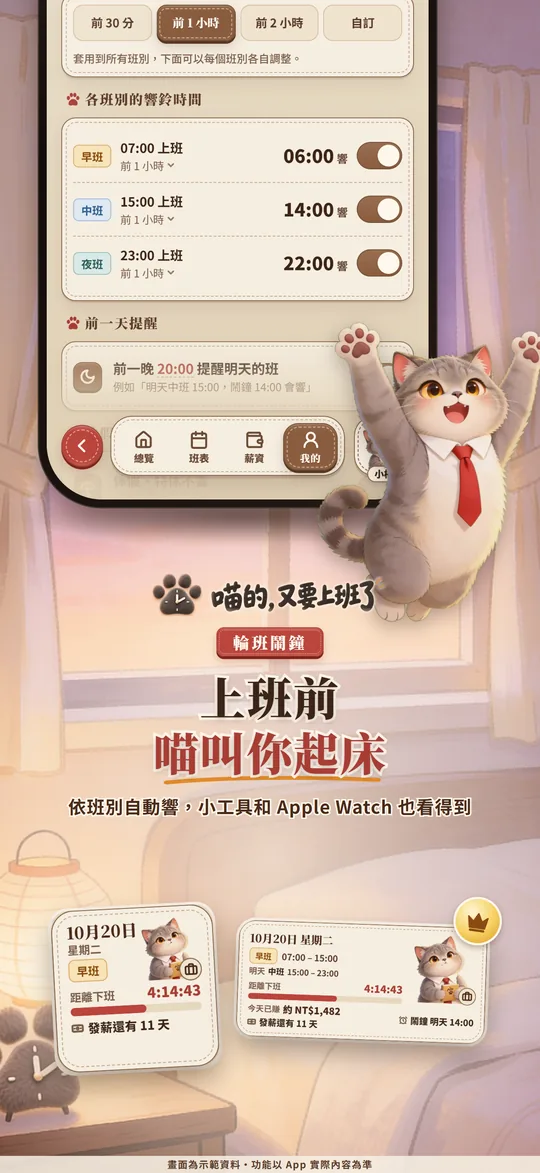 前 30 分
前 1 小時
前 2 小時
自訂
套用到所有班別，下面可以每個班別各自調整。
各班別的響鈴時間
早班
07:00 上班
前 1 小時
06:00 響
中班
15:00 上班
前 1 小時
14:00 響
夜班
23:00 上班
前 1 小時
22:00 響
前一天提醒
前一晚 20:00 提醒明天的班
例如「明天中班 15:00，鬧鐘 14:00 會響」
總覽
班表
薪資
我的
喵的，又要上班了
輪班鬧鐘
上班前
喵叫你起床
依班別自動響，小工具和 Apple Watch 也看得到
10月20日
星期二
早班
距離下班 4:14:43
發薪還有 11 天
10月20日 星期二
早班 07:00 – 15:00
明天 中班 15:00 – 23:00
距離下班 4:14:43
今天已賺 約 NT$1,482
發薪還有 11 天
鬧鐘 明天 14:00
畫面為示範資料・功能以 App 實際內容為準